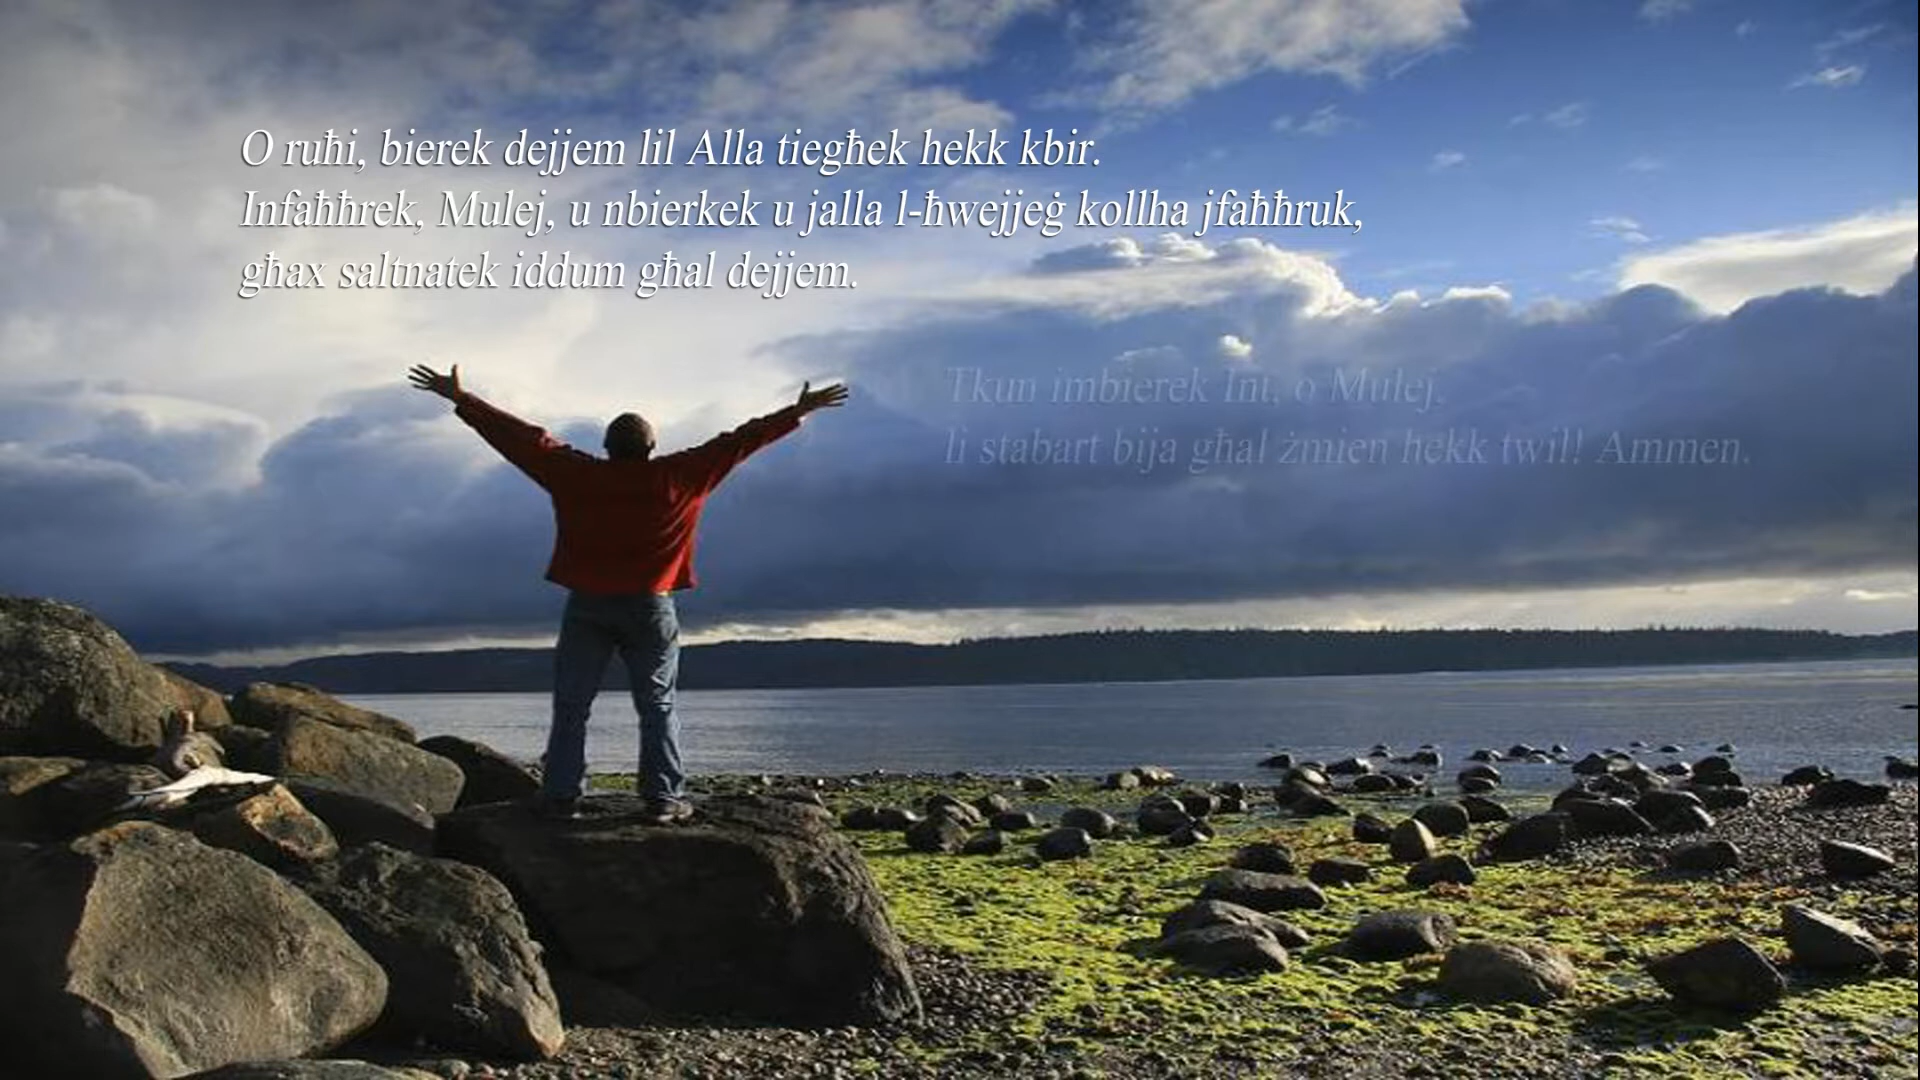 O ruħi, bierek dejjem lil Alla tiegħek hekk kbir.
Infaħħrek, Mulej, u nbierkek u jalla l-ħwejjeġ kollha jfaħħruk,
għax saltnatek iddum għal dejjem.
Tkun imbierek Int, o Mulej,
li stabart bija għal żmien hekk twil! Ammen.